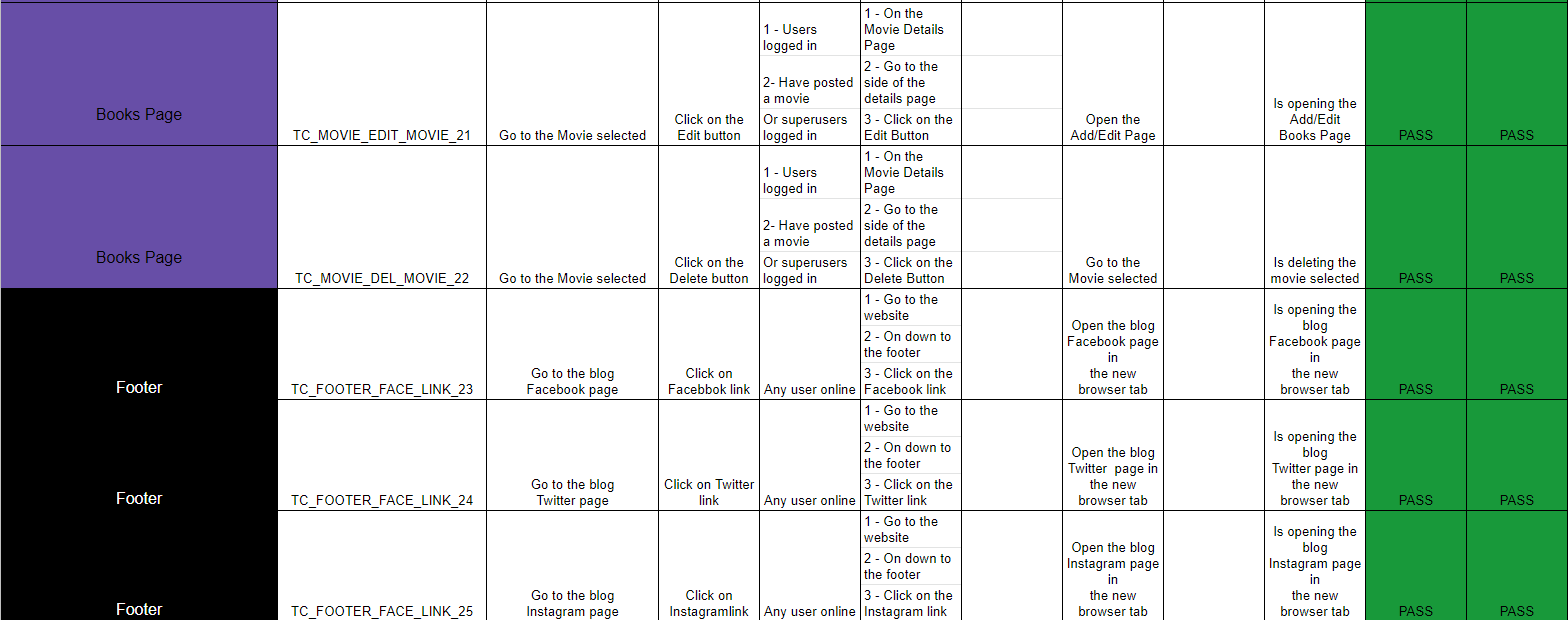 Books Page
TC_MOVIE_EDIT_MOVIE_21
Go to the Movie selected
Click on the
Edit button
1 - Users
logged in
2- Have posted
a movie
Or superusers
logged in
1 - On the
Movie Details
Page
2 - Go to the
side of the
details page
3 - Click on the
Edit Button
Open the
Add/Edit Page
Is opening the
Add/Edit
Books Page
PASS
PASS
Books Page
TC_MOVIE_DEL_MOVIE_22
Go to the Movie selected
Click on the
Delete button
1 - Users
logged in
2- Have posted
a movie
Or superusers
logged in
1 - On the
Movie Details
Page
2 - Go to the
side of the
details page
3 - Click on the
Delete Button
Go to the
Movie selected
Is deleting the
movie selected
PASS
PASS
Footer
TC_FOOTER_FACE_LINK_23
Go to the blog
Facebook page
Click on
Facebbok link
Any user online
1 - Go to the
website
2 - On down to
the footer
3 - Click on the
Facebook link
Open the blog
Facebook page
in
the new
browser tab
Is opening the
blog
Facebook page
in
the new
browser tab
PASS
PASS
Footer
TC_FOOTER_FACE_LINK_24
Go to the blog
Twitter page
Click on Twitter
link
Any user online
1 - Go to the
website
2 - On down to
the footer
3 - Click on the
Twitter link
Open the blog
Twitter  page in
the new
browser tab
Is opening the
blog
Twitter page in
the new
browser tab
PASS
PASS
Footer
TC_FOOTER_FACE_LINK_25
Go to the blog
Instagram page
Click on
Instagramlink
Any user online
1 - Go to the
website
2 - On down to
the footer
3 - Click on the
Instagram link
Open the blog
Instagram page
in
the new
browser tab
Is opening the
blog
Instagram page
in
the new
browser tab
PASS
PASS